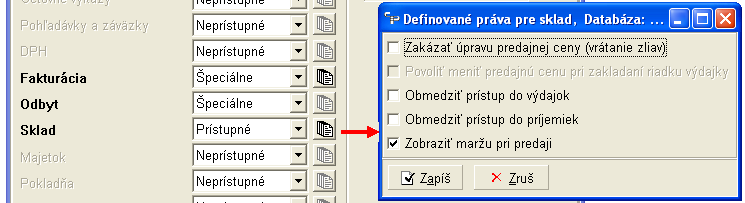 Účtovné výkazy Neprístupné
Pohľadávky a záväzky Neprístupné
DPH Neprístupné
Fakturácia Špeciálne
Odbyt Špeciálne
Sklad Prístupné
Majetok Neprístupné
Pokladňa Neprístupné
Definované práva pre sklad, Databáza: ...
Zakázať úpravu predajnej ceny (vrátanie zliav)
Povoliť meniť predajnú cenu pri zakladaní riadku výdajky
Obmedziť prístup do výdajok
Obmedziť prístup do príjemiek
Zobraziť maržu pri predaji
Zapíš Zruš